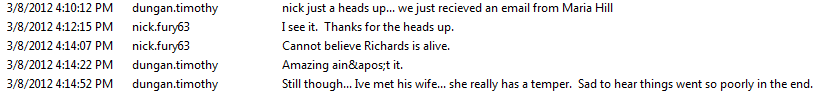 3/8/2012 4:10:12 PM dungan.timothy nick just a heads up... we just recieved an email from Maria Hill
3/8/2012 4:12:15 PM nick.fury63 I see it.  Thanks for the heads up.
3/8/2012 4:14:07 PM nick.fury63 Cannot believe Richards is alive.
3/8/2012 4:14:22 PM dungan.timothy Amazing ain&apos;t it.
3/8/2012 4:14:52 PM dungan.timothy Still though... Ive met his wife... she really has a temper.  Sad to hear things went so poorly in the end.